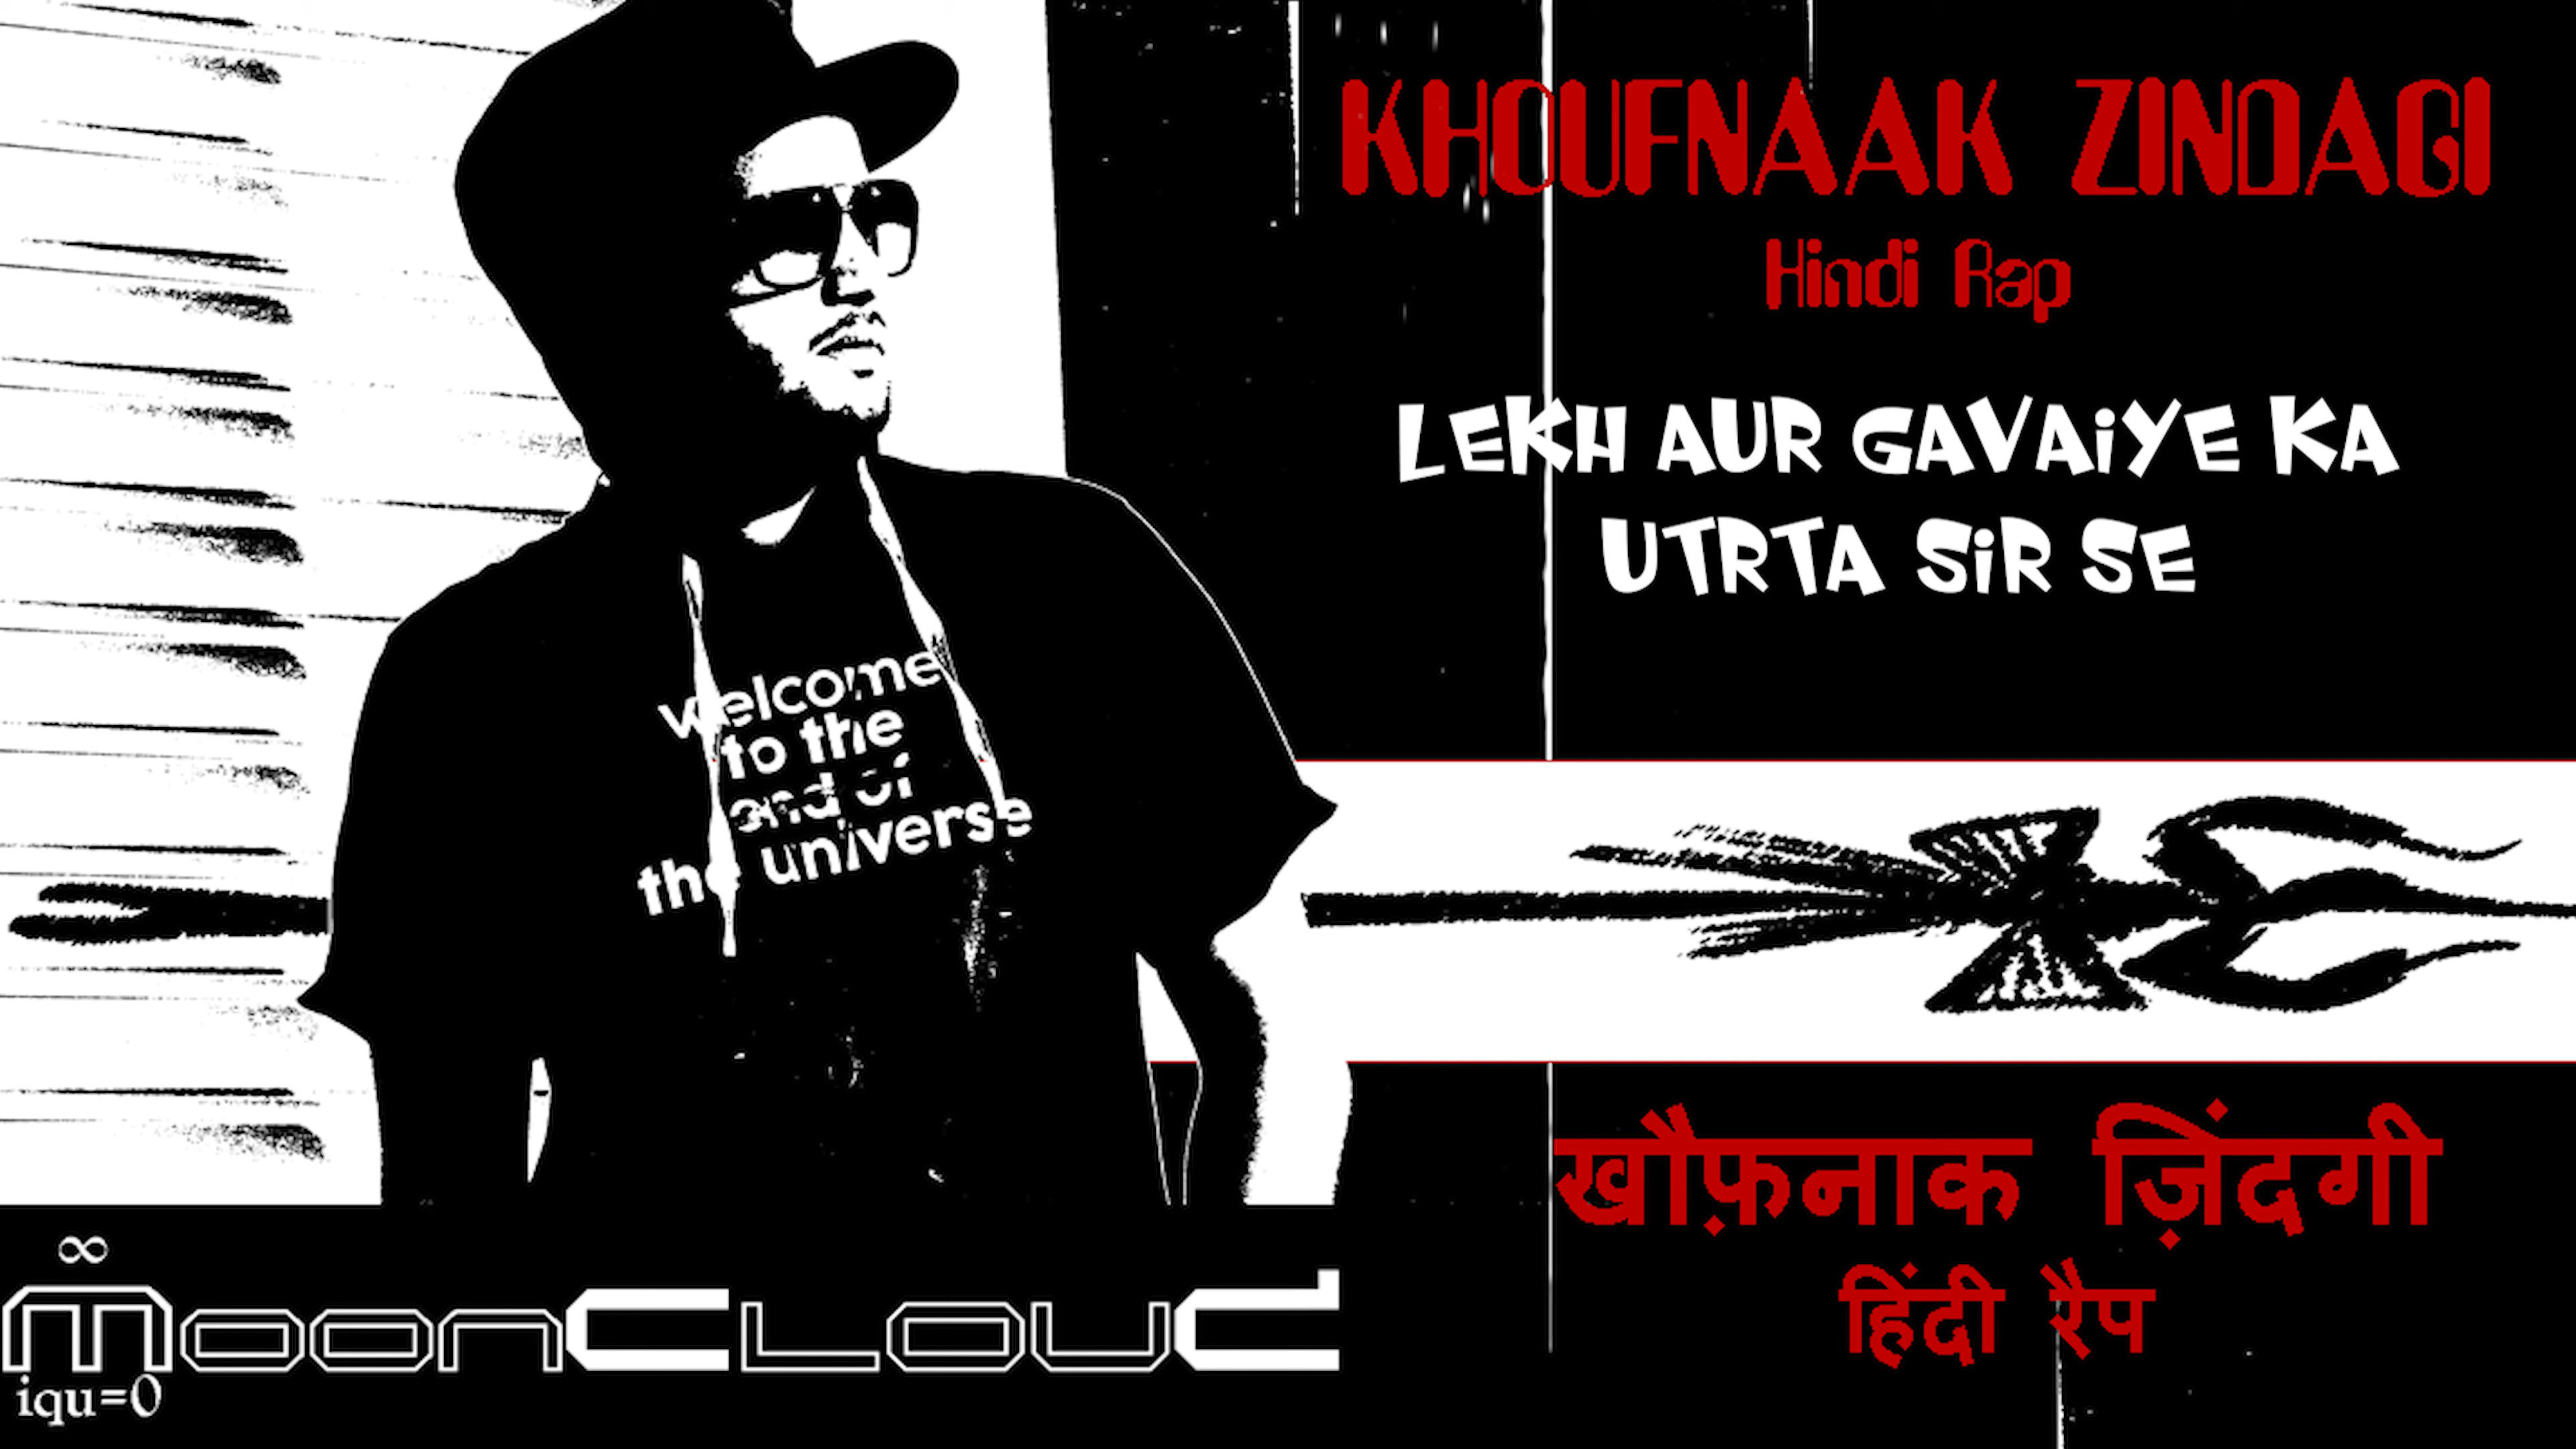 KHOUFNAAK ZINDAGI
Hindi Rap
LEKH AUR GAVAiYE KA
UTRTA SiR SE
welcome
to the
end of
the universe
खौफ़नाक ज़िंदगी
हिंदी रैप
∞
moonCLoud
iqu=0